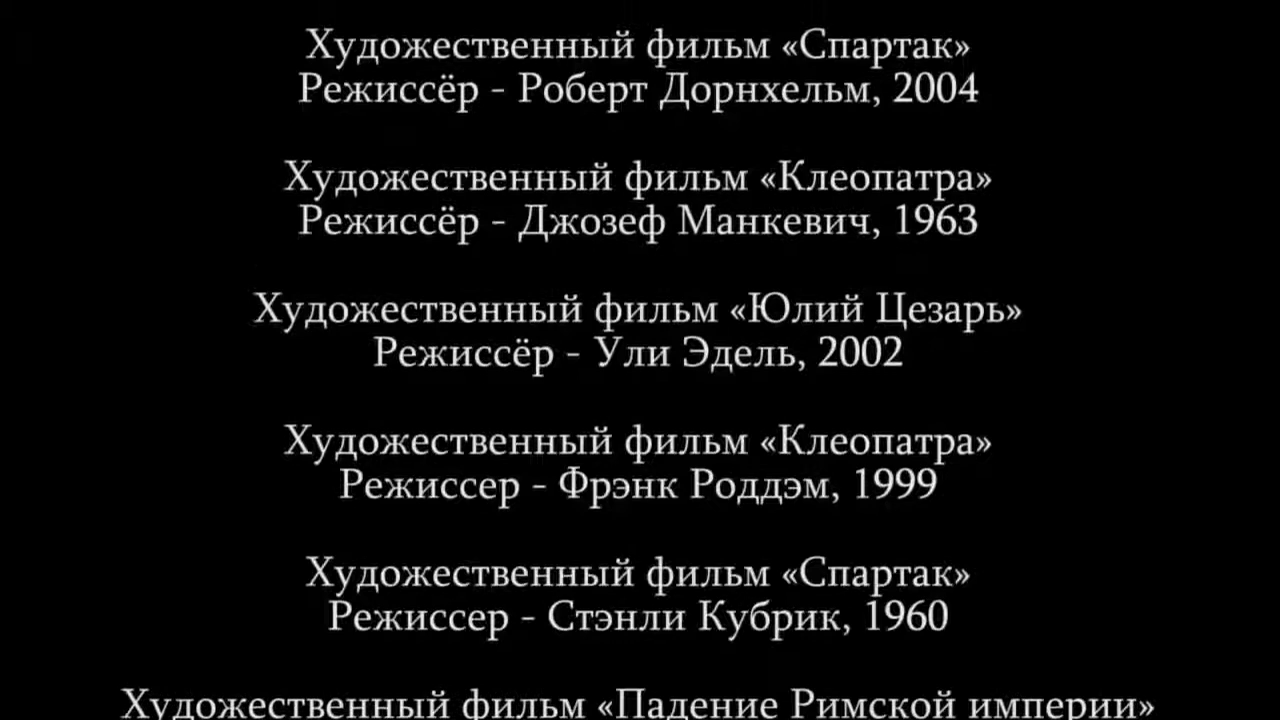 Художественный фильм «Спартак»
Режиссёр - Роберт Дорнхельм, 2004
Художественный фильм «Клеопатра»
Режиссёр - Джозеф Манкевич, 1963
Художественный фильм «Юлий Цезарь»
Режиссёр - Ули Эдель, 2002
Художественный фильм «Клеопатра»
Режиссер - Фрэнк Роддэм, 1999
Художественный фильм «Спартак»
Режиссер - Стэнли Кубрик, 1960
Художественный фильм «Падение Римской империи»